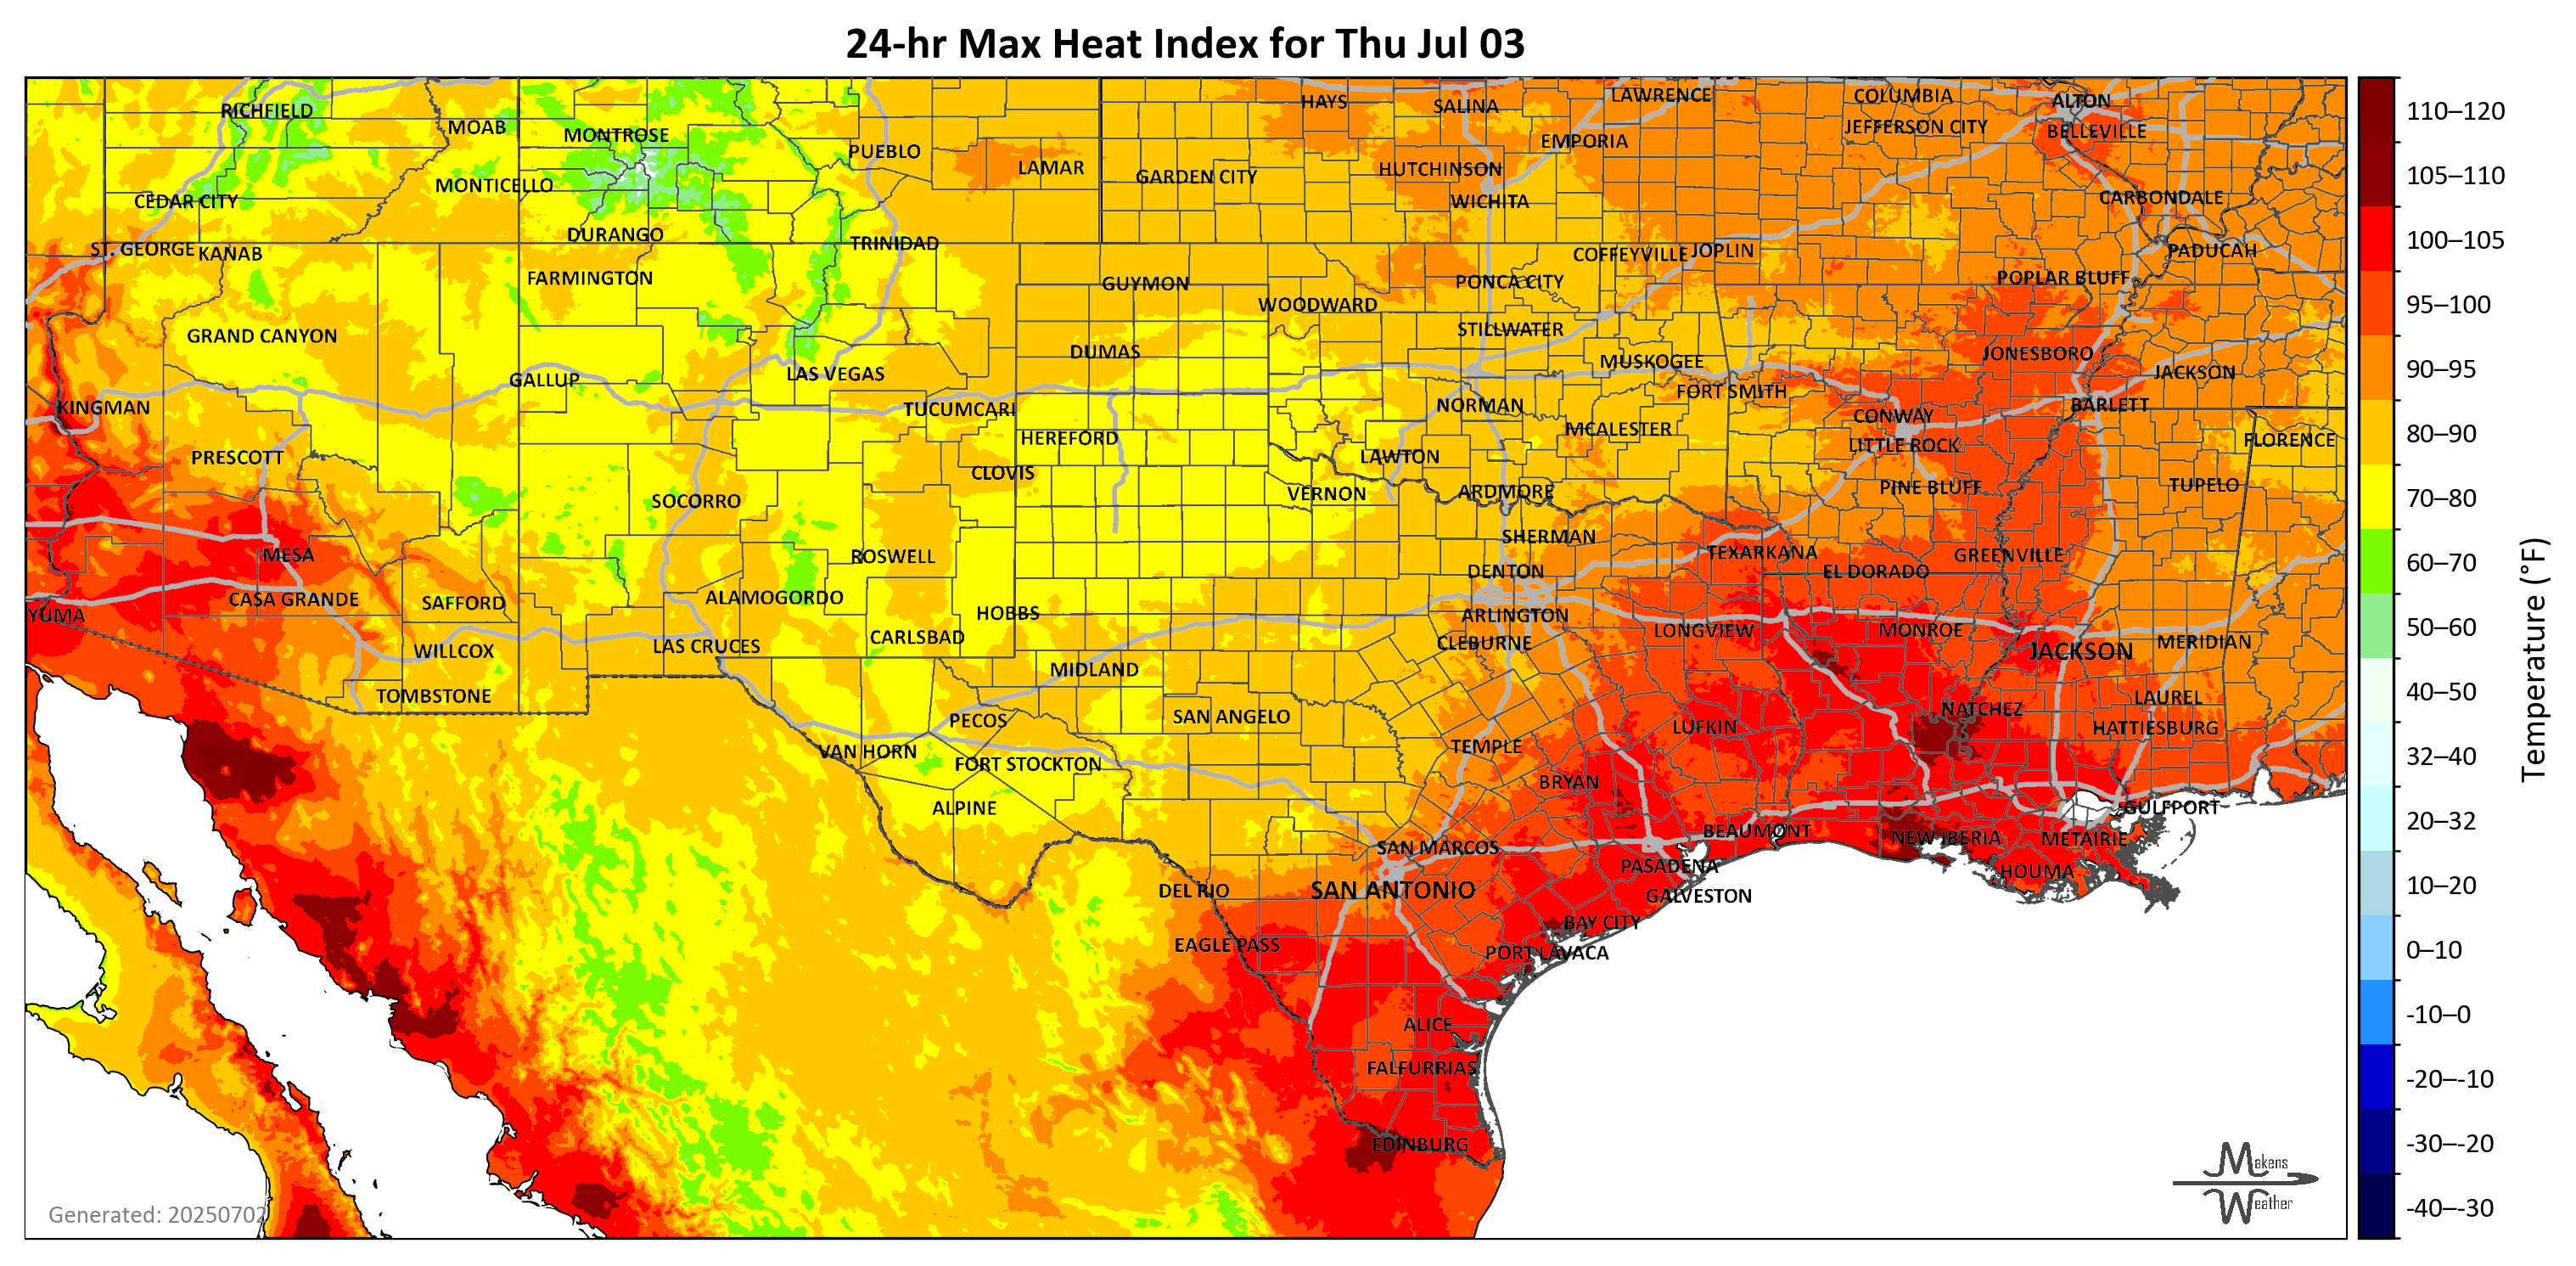 24-hr Max Heat Index for Thu Jul 03
RICHFIELD
MOAB
MONTROSE
PUEBLO
LAMAR
HAYS
SALINA
LAWRENCE
COLUMBIA
ALTON
JEFFERSON CITY
BELLEVILLE
EMPORIA
HUTCHINSON
GARDEN CITY
MONTICELLO
CEDAR CITY
WICHITA
CARBONDALE
DURANGO
TRINIDAD
ST. GEORGE
KANAB
COFFEYVILLE
JOPLIN
PADUCAH
FARMINGTON
GUYMON
PONCA CITY
POPLAR BLUFF
WOODWARD
GRAND CANYON
STILLWATER
DUMAS
MUSKOGEE
JONESBORO
GALLUP
LAS VEGAS
JACKSON
FORT SMITH
KINGMAN
TUCUMCARI
NORMAN
CONWAY
BARLETT
HEREFORD
MCALESTER
LITTLE ROCK
FLORENCE
PRESCOTT
CLOVIS
LAWTON
SOCORRO
VERNON
ARDMORE
PINE BLUFF
TUPELO
SHERMAN
MESA
ROSWELL
TEXARKANA
GREENVILLE
DENTON
EL DORADO
CASA GRANDE
SAFFORD
ALAMOGORDO
YUMA
HOBBS
ARLINGTON
LAS CRUCES
CARLSBAD
CLEBURNE
LONGVIEW
MONROE
WILLCOX
JACKSON
MERIDIAN
MIDLAND
TOMBSTONE
LAUREL
PECOS
SAN ANGELO
NATCHEZ
LUFKIN
HATTIESBURG
VAN HORN
TEMPLE
FORT STOCKTON
BRYAN
ALPINE
GULFPORT
BEAUMONT
NEW IBERIA
METAIRIE
SAN MARCOS
PASADENA
HOUMA
DEL RIO
SAN ANTONIO
GALVESTON
BAY CITY
EAGLE PASS
PORT LAVACA
ALICE
FALFURRIAS
EDINBURG
Generated: 20250702
Makens
Weather
110–120
105–110
100–105
95–100
90–95
80–90
70–80
60–70
50–60
40–50
32–40
20–32
10–20
0–10
-10–0
-20–-10
-30–-20
-40–-30
Temperature (°F)